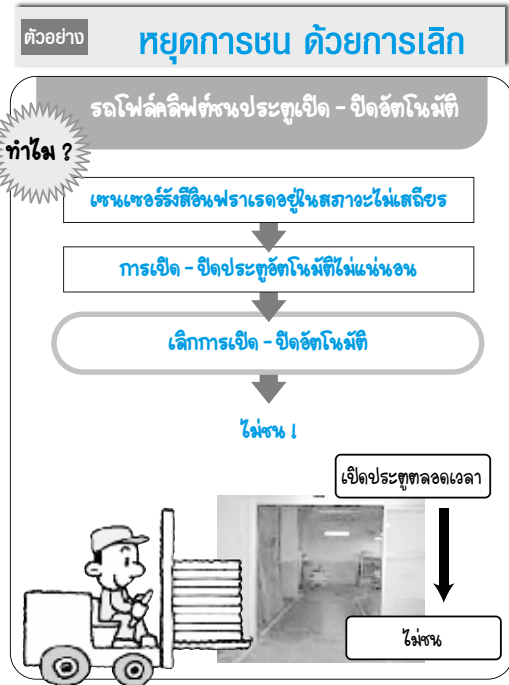 ตัวอย่าง
หยุดการชน ด้วยการเลิก
รถโฟล์คลิฟต์ชนประตูเปิด - ปิดอัตโนมัติ
ทำไม ?
เซนเซอร์รังสีอินฟราเรดอยู่ในสภาวะไม่เสถียร
การเปิด - ปิดประตูอัตโนมัติไม่แน่นอน
เลิกการเปิด - ปิดอัตโนมัติ
ไม่ชน !
เปิดประตูตลอดเวลา
ไม่ชน